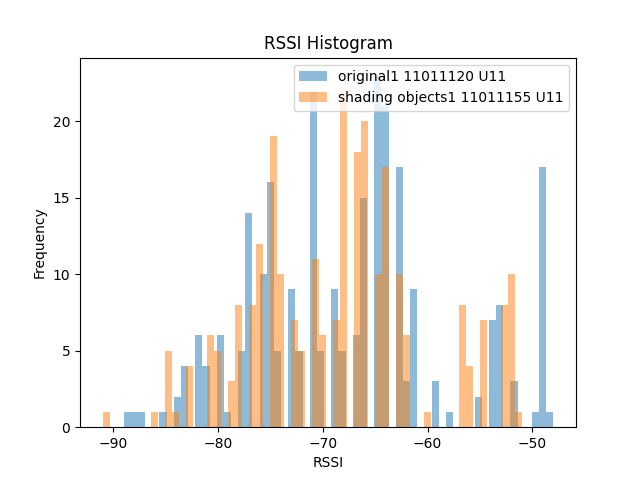 RSSI Histogram
original1 11011120 U11
shading objects1 11011155 U11
Frequency
20
15
10
5
0
−90 −80 −70 −60 −50
RSSI